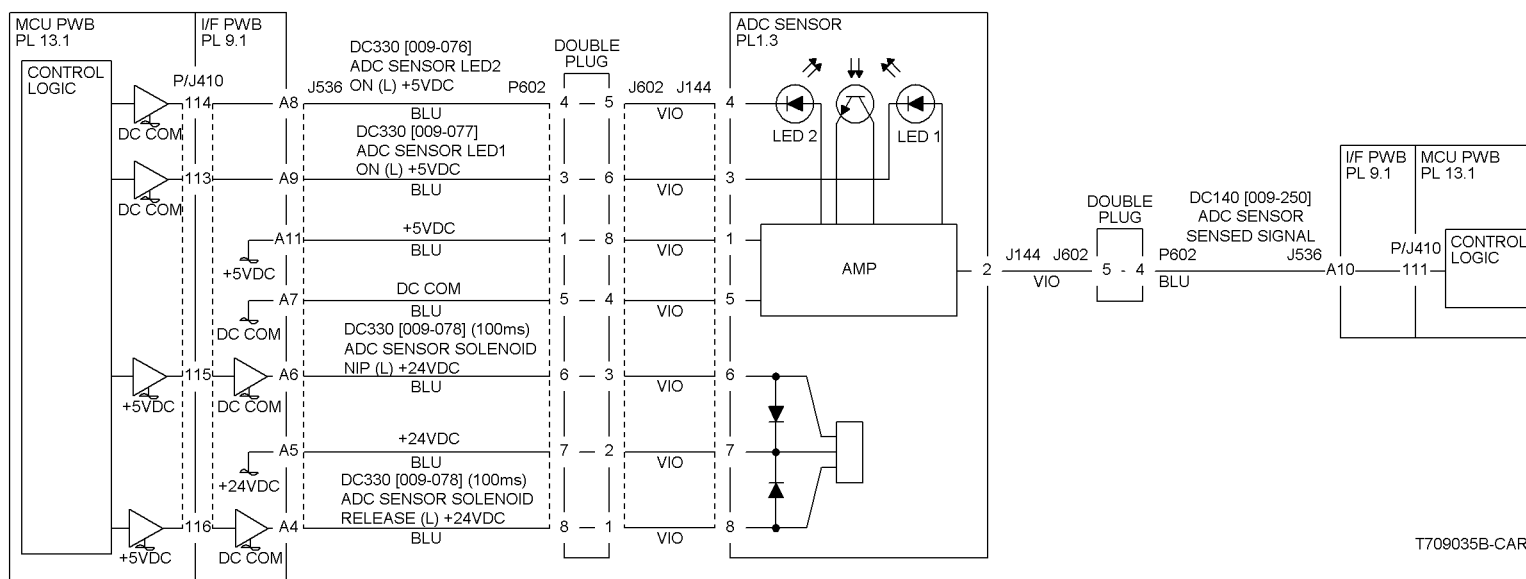 MCU PWB
PL 13.1
I/F PWB
PL 9.1
CONTROL
LOGIC
P/J410
DC330 [009-076]
ADC SENSOR LED2
ON (L) +5VDC
J536
P602
DOUBLE
PLUG
J602 J144
ADC SENSOR
PL1.3
114
A8
BLU
4 5
VIO
4
DC COM
LED 2
LED 1
DC330 [009-077]
ADC SENSOR LED1
ON (L) +5VDC
113
A9
BLU
3 6
VIO
3
DC COM
A11
+5VDC
BLU
1 8
VIO
1
+5VDC
AMP
2
A7
DC COM
BLU
5 4
VIO
5
DC COM
DC330 [009-078] (100ms)
ADC SENSOR SOLENOID
NIP (L) +24VDC
115
A6
BLU
6 3
VIO
6
+5VDC
DC COM
A5
+24VDC
BLU
7 2
VIO
7
+24VDC
DC330 [009-078] (100ms)
ADC SENSOR SOLENOID
RELEASE (L) +24VDC
116
A4
BLU
8 1
VIO
8
+5VDC
DC COM
J144 J602
VIO
DOUBLE
PLUG
5 - 4
P602
BLU
DC140 [009-250]
ADC SENSOR
SENSED SIGNAL
J536
A10
I/F PWB
PL 9.1
MCU PWB
PL 13.1
P/J410
111
CONTROL
LOGIC
T709035B-CAR